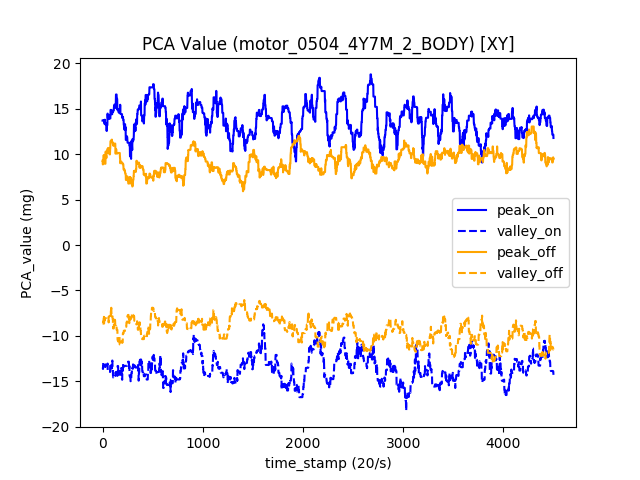 PCA Value (motor_0504_4Y7M_2_BODY) [XY]
20
15
10
5
0
−5
−10
−15
−20
PCA_value (mg)
peak_on
valley_on
peak_off
valley_off
0
1000
2000
3000
4000
time_stamp (20/s)